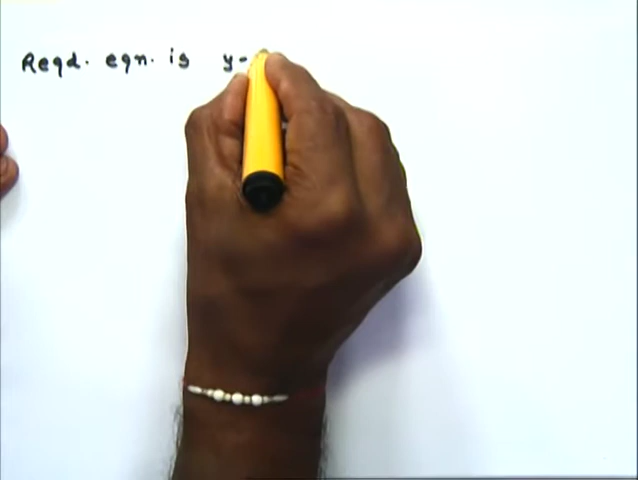 Reqd. eqn. is y-